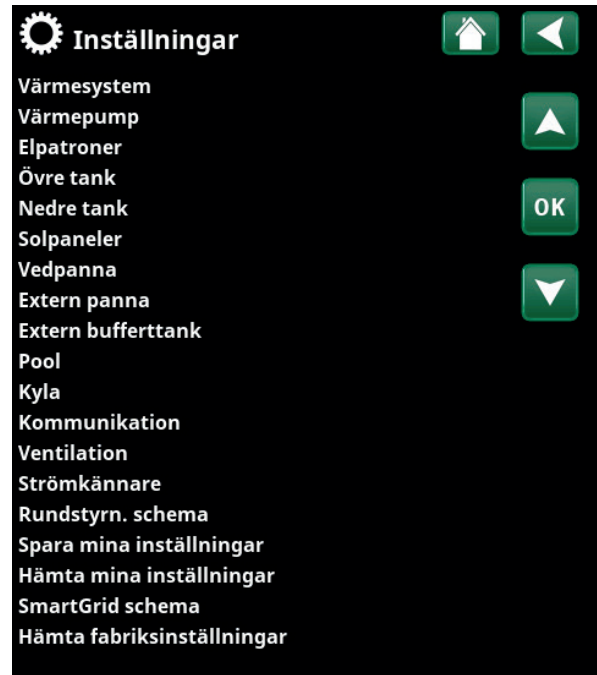 Inställningar
Värmesystem
Värmepump
Elpatroner
Övre tank
Nedre tank
OK
Solpaneler
Vedpanna
Extern panna
Extern bufferttank
Pool
Kyla
Kommunikation
Ventilation
Strömkännare
Rundstyrn. schema
Spara mina inställningar
Hämta mina inställningar
SmartGrid schema
Hämta fabriksinställningar